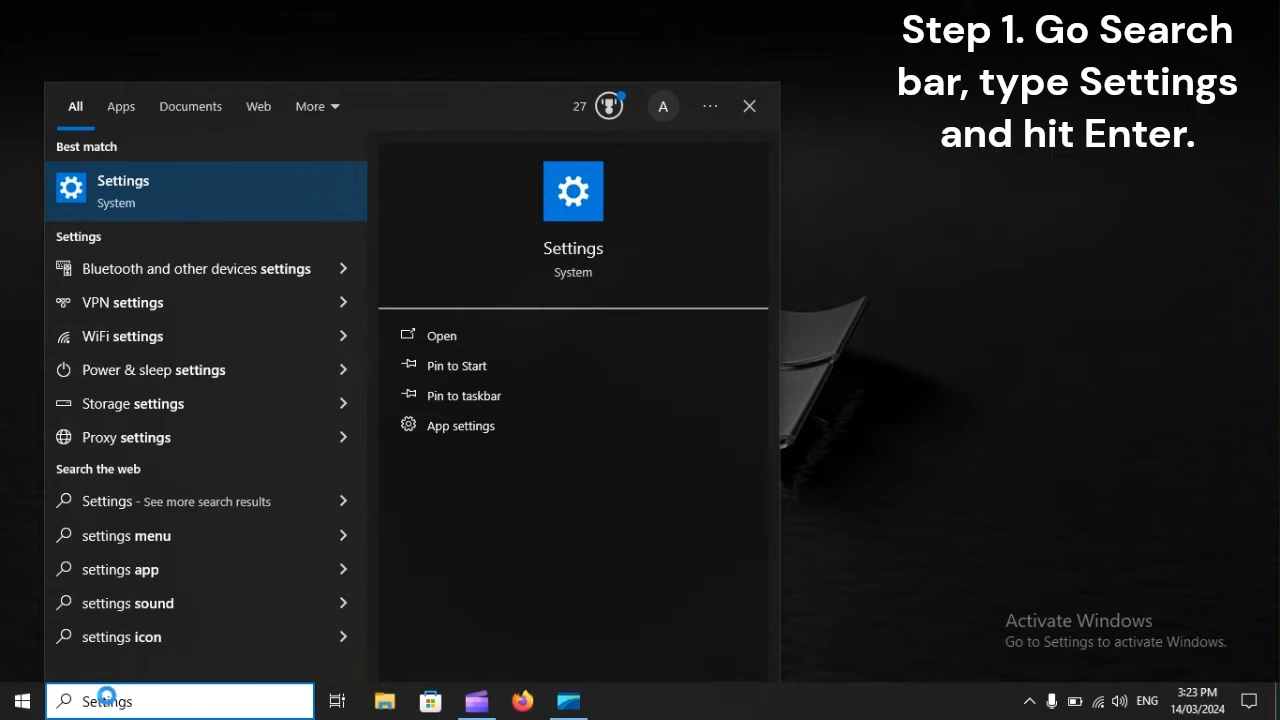 Step 1. Go Search
bar, type Settings
and hit Enter.
All Apps Documents Web More 27 A ...
Best match
Settings
System
Settings
Bluetooth and other devices settings
VPN settings
WiFi settings
Power & sleep settings
Storage settings
Proxy settings
Search the web
Settings - See more search results
settings menu
settings app
settings sound
settings icon
Settings
System
Open
Pin to Start
Pin to taskbar
App settings
Activate Windows
Go to Settings to activate Windows.
Settings
ENG
3:23 PM
14/03/2024